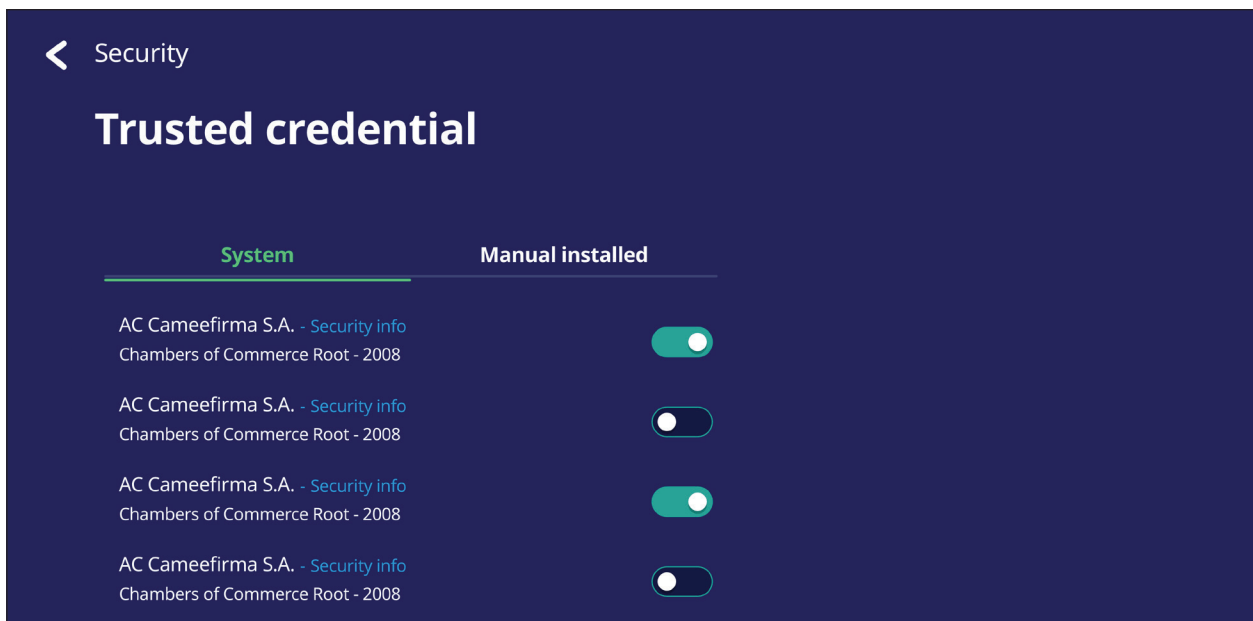 Security
Trusted credential
System
Manual installed
AC Cameefirma S.A. - Security info
Chambers of Commerce Root - 2008
AC Cameefirma S.A. - Security info
Chambers of Commerce Root - 2008
AC Cameefirma S.A. - Security info
Chambers of Commerce Root - 2008
AC Cameefirma S.A. - Security info
Chambers of Commerce Root - 2008